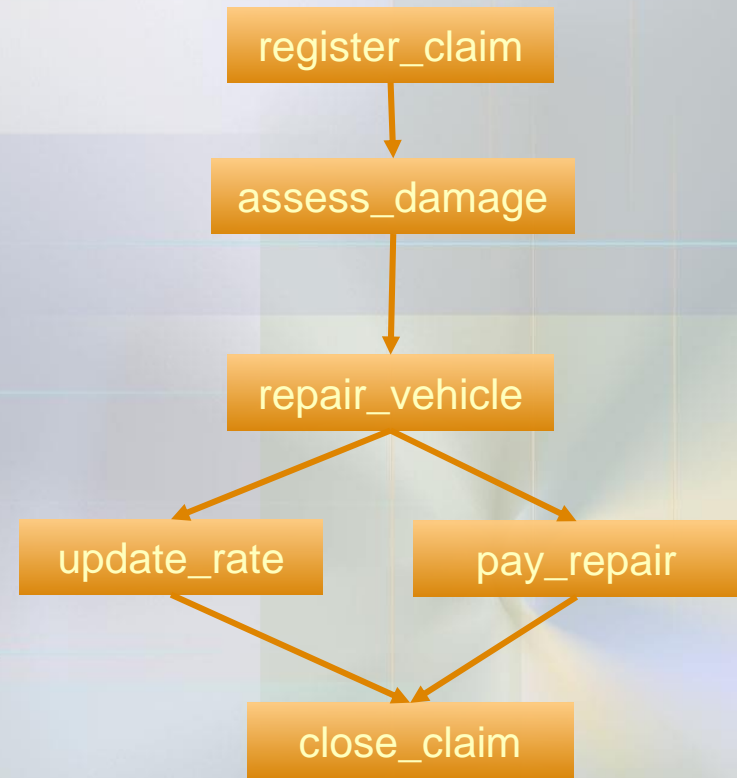 register_claim
assess_damage
repair_vehicle
update_rate
pay_repair
close_claim